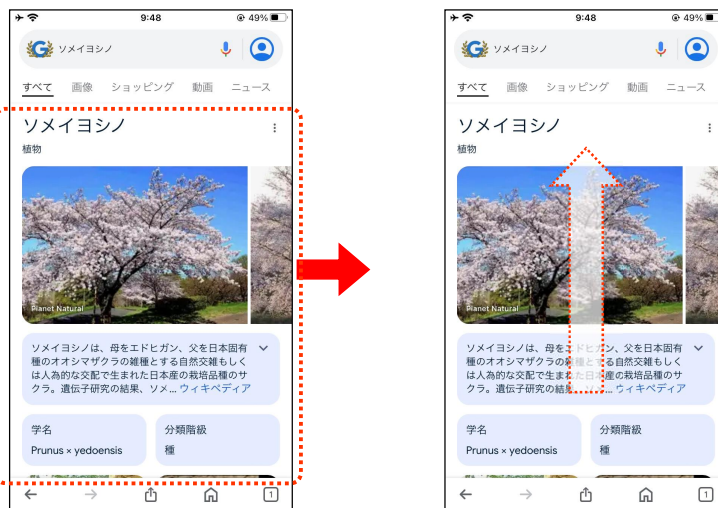 9:48
49%
ソメイヨシノ
すべて 画像 ショッピング 動画 ニュース
ソメイヨシノ
植物
Planet Natural
ソメイヨシノは、母をエドヒガン、父を日本固有
種のオオシマザクラの雑種とする自然交雑もしく
は人為的な交配で生まれた日本産の栽培品種のサ
クラ。遺伝子研究の結果、ソメ... ウィキペディア
学名
Prunus × yedoensis
分類階級
種
1
9:48
49%
ソメイヨシノ
すべて 画像 ショッピング 動画 ニュース
ソメイヨシノ
植物
Planet Natural
ソメイヨシノは、母をエドヒガン、父を日本固有
種のオオシマザクラの雑種とする自然交雑もしく
は人為的な交配で生まれた日本産の栽培品種のサ
クラ。遺伝子研究の結果、ソメ... ウィキペディア
学名
Prunus × yedoensis
分類階級
種
1